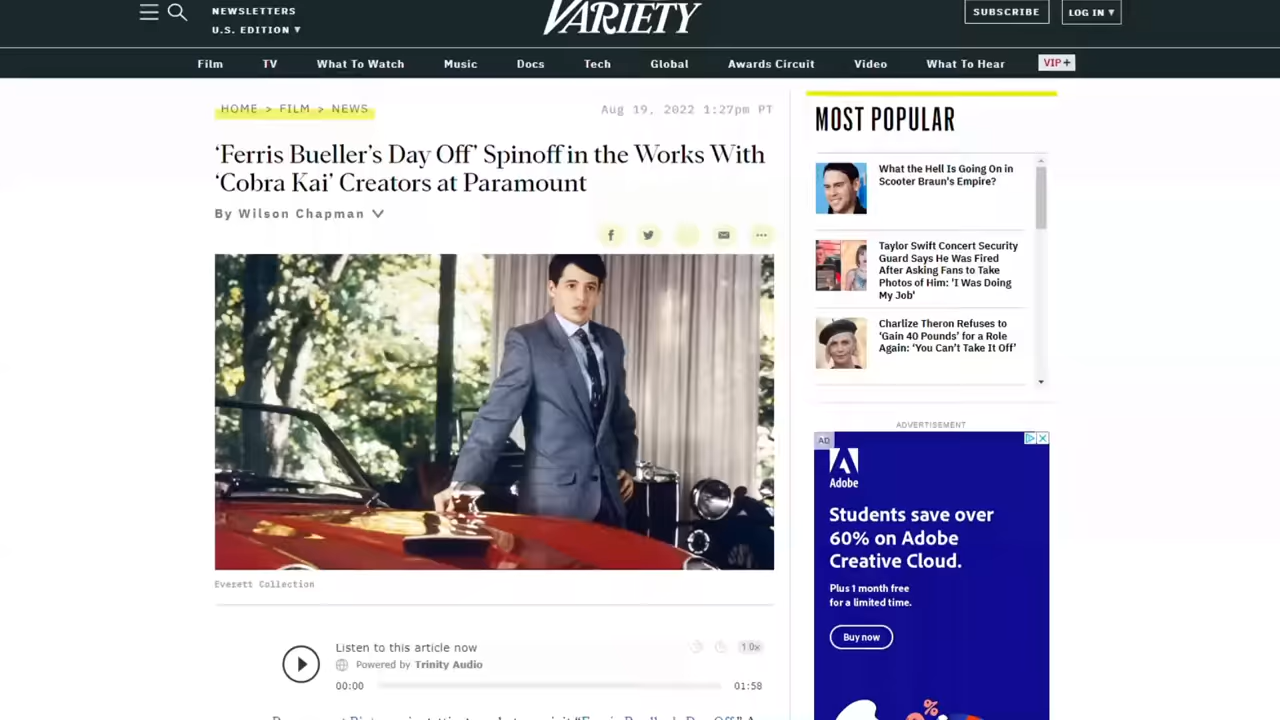 NEWSLETTERS
U.S. EDITION ▼
VARIETY
SUBSCRIBE
LOG IN ▼
Film TV What To Watch Music Docs Tech Global Awards Circuit Video What To Hear VIP+
HOME > FILM > NEWS
Aug 19, 2022 1:27pm PT
‘Ferris Bueller’s Day Off’ Spinoff in the Works With
‘Cobra Kai’ Creators at Paramount
By Wilson Chapman
Everett Collection
Listen to this article now
1.0x
Powered by Trinity Audio
00:00
01:58
MOST POPULAR
What the Hell Is Going On in
Scooter Braun's Empire?
Taylor Swift Concert Security
Guard Says He Was Fired
After Asking Fans to Take
Photos of Him: 'I Was Doing
My Job'
Charlize Theron Refuses to
‘Gain 40 Pounds’ for a Role
Again: ‘You Can’t Take It Off’
ADVERTISEMENT
AD
Adobe
Students save over
60% on Adobe
Creative Cloud.
Plus 1 month free
for a limited time.
Buy now
%